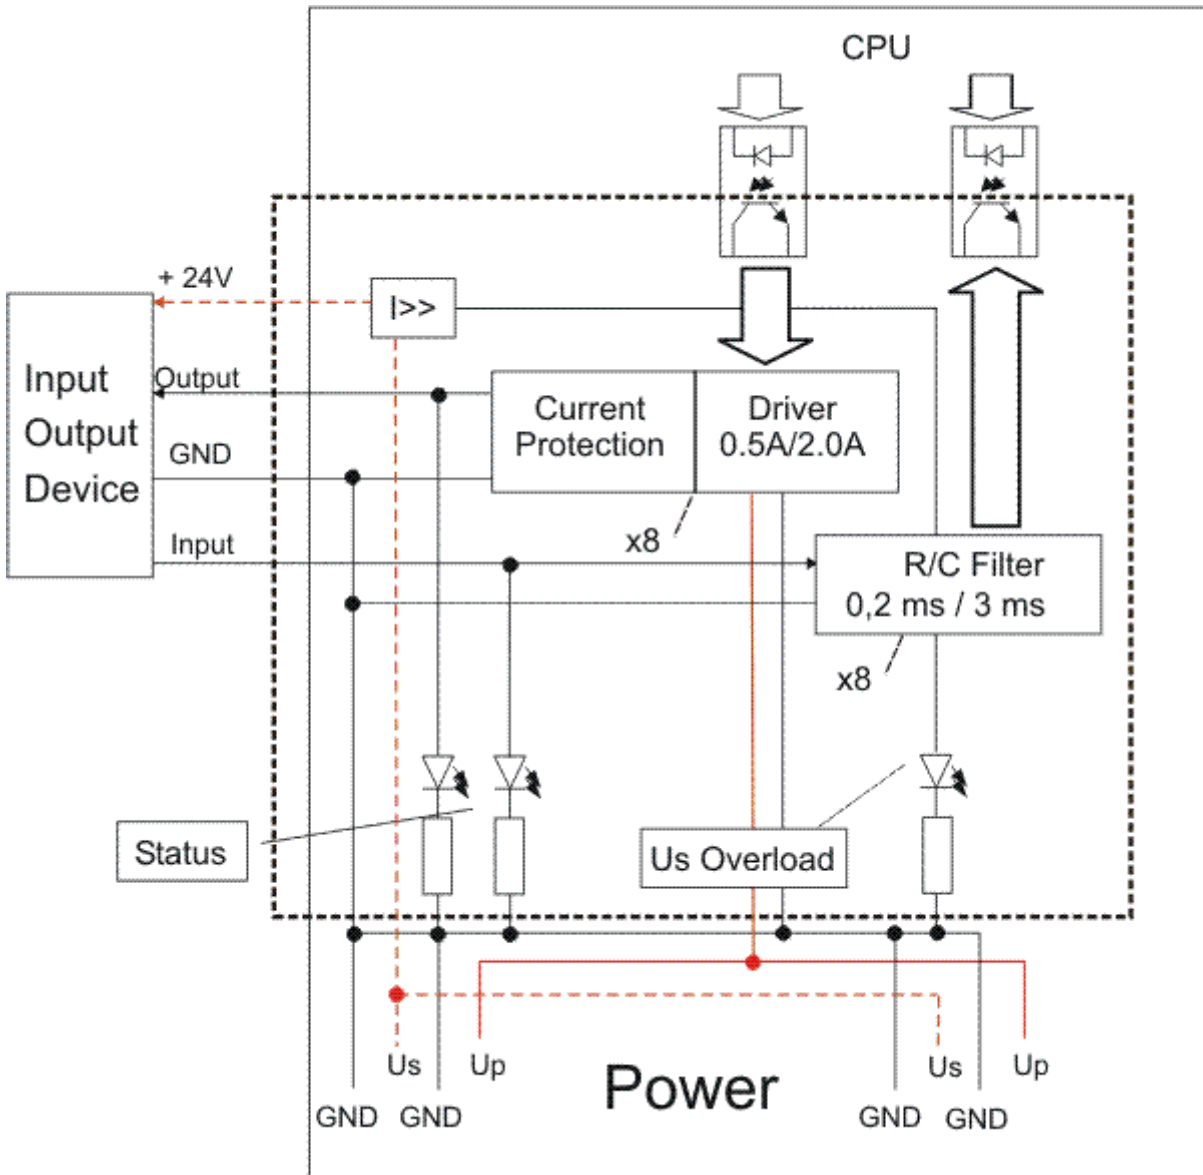 CPU
+ 24V
|>>
Input
Output
Device
Output
GND
Input
Current
Protection
Driver
0.5A/2.0A
x8
R/C Filter
0,2 ms / 3 ms
x8
Status
Us Overload
Us
Up
Us
Up
Power
GND
GND
GND
GND